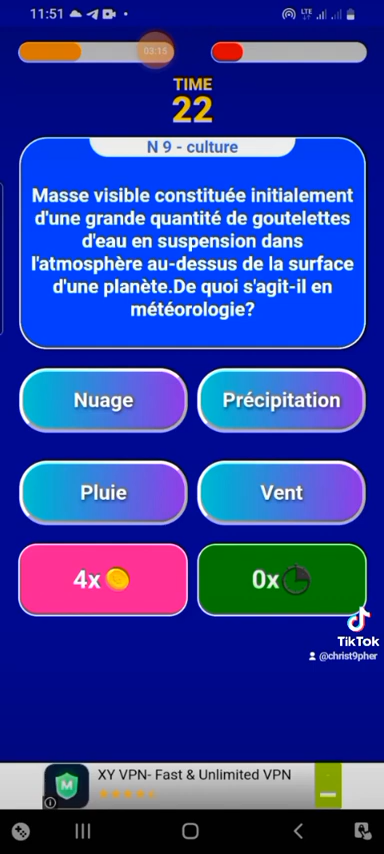 11:51
LTE
03:15
TIME
22
N 9 - culture
Masse visible constituée initialement
d'une grande quantité de goutelettes
d'eau en suspension dans
l'atmosphère au-dessus de la surface
d'une planète.De quoi s'agit-il en
météorologie?
Nuage
Précipitation
Pluie
Vent
4x
0x
TikTok
@christ9pher
XY VPN- Fast & Unlimited VPN